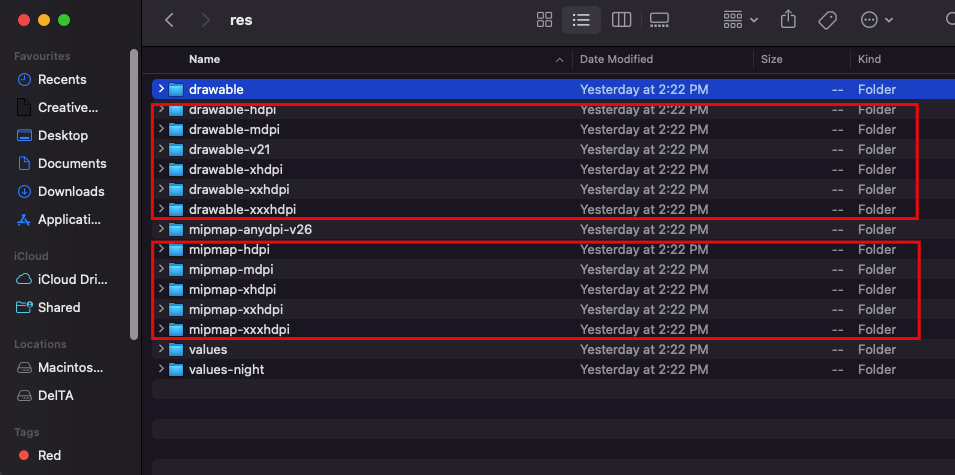 res
Favourites
Recents
Creative...
Desktop
Documents
Downloads
Applicati...
iCloud
iCloud Dri...
Shared
Locations
Macintos...
DelTA
Tags
Red
Name Date Modified Size Kind
drawable Yesterday at 2:22 PM -- Folder
drawable-hdpi Yesterday at 2:22 PM -- Folder
drawable-mdpi Yesterday at 2:22 PM -- Folder
drawable-v21 Yesterday at 2:22 PM -- Folder
drawable-xhdpi Yesterday at 2:22 PM -- Folder
drawable-xxhdpi Yesterday at 2:22 PM -- Folder
drawable-xxxhdpi Yesterday at 2:22 PM -- Folder
mipmap-anydpi-v26 Yesterday at 2:22 PM -- Folder
mipmap-hdpi Yesterday at 2:22 PM -- Folder
mipmap-mdpi Yesterday at 2:22 PM -- Folder
mipmap-xhdpi Yesterday at 2:22 PM -- Folder
mipmap-xxhdpi Yesterday at 2:22 PM -- Folder
mipmap-xxxhdpi Yesterday at 2:22 PM -- Folder
values Yesterday at 2:22 PM -- Folder
values-night Yesterday at 2:22 PM -- Folder